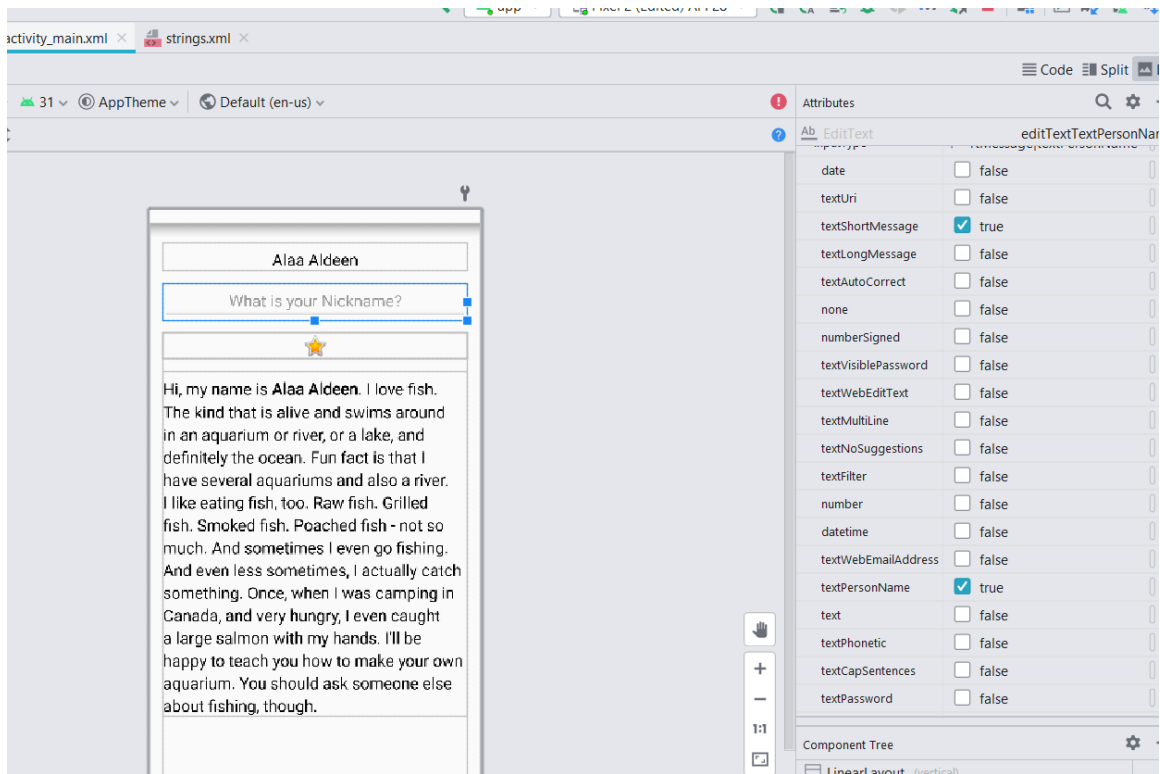 app
activity_main.xml
strings.xml
Code
Split
31
AppTheme
Default (en-us)
Attributes
Ab EditText
editTextTextPersonNam
date false
textUri false
textShortMessage true
textLongMessage false
textAutoCorrect false
none false
numberSigned false
textVisiblePassword false
textWebEditText false
textMultiLine false
textNoSuggestions false
textFilter false
number false
datetime false
textWebEmailAddress false
textPersonName true
text false
textPhonetic false
textCapSentences false
textPassword false
Alaa Aldeen
What is your Nickname?
Hi, my name is Alaa Aldeen. I love fish.
The kind that is alive and swims around
in an aquarium or river, or a lake, and
definitely the ocean. Fun fact is that I
have several aquariums and also a river.
I like eating fish, too. Raw fish. Grilled
fish. Smoked fish. Poached fish - not so
much. And sometimes I even go fishing.
And even less sometimes, I actually catch
something. Once, when I was camping in
Canada, and very hungry, I even caught
a large salmon with my hands. I'll be
happy to teach you how to make your own
aquarium. You should ask someone else
about fishing, though.
1:1
Component Tree
LinearLayout (vertical)